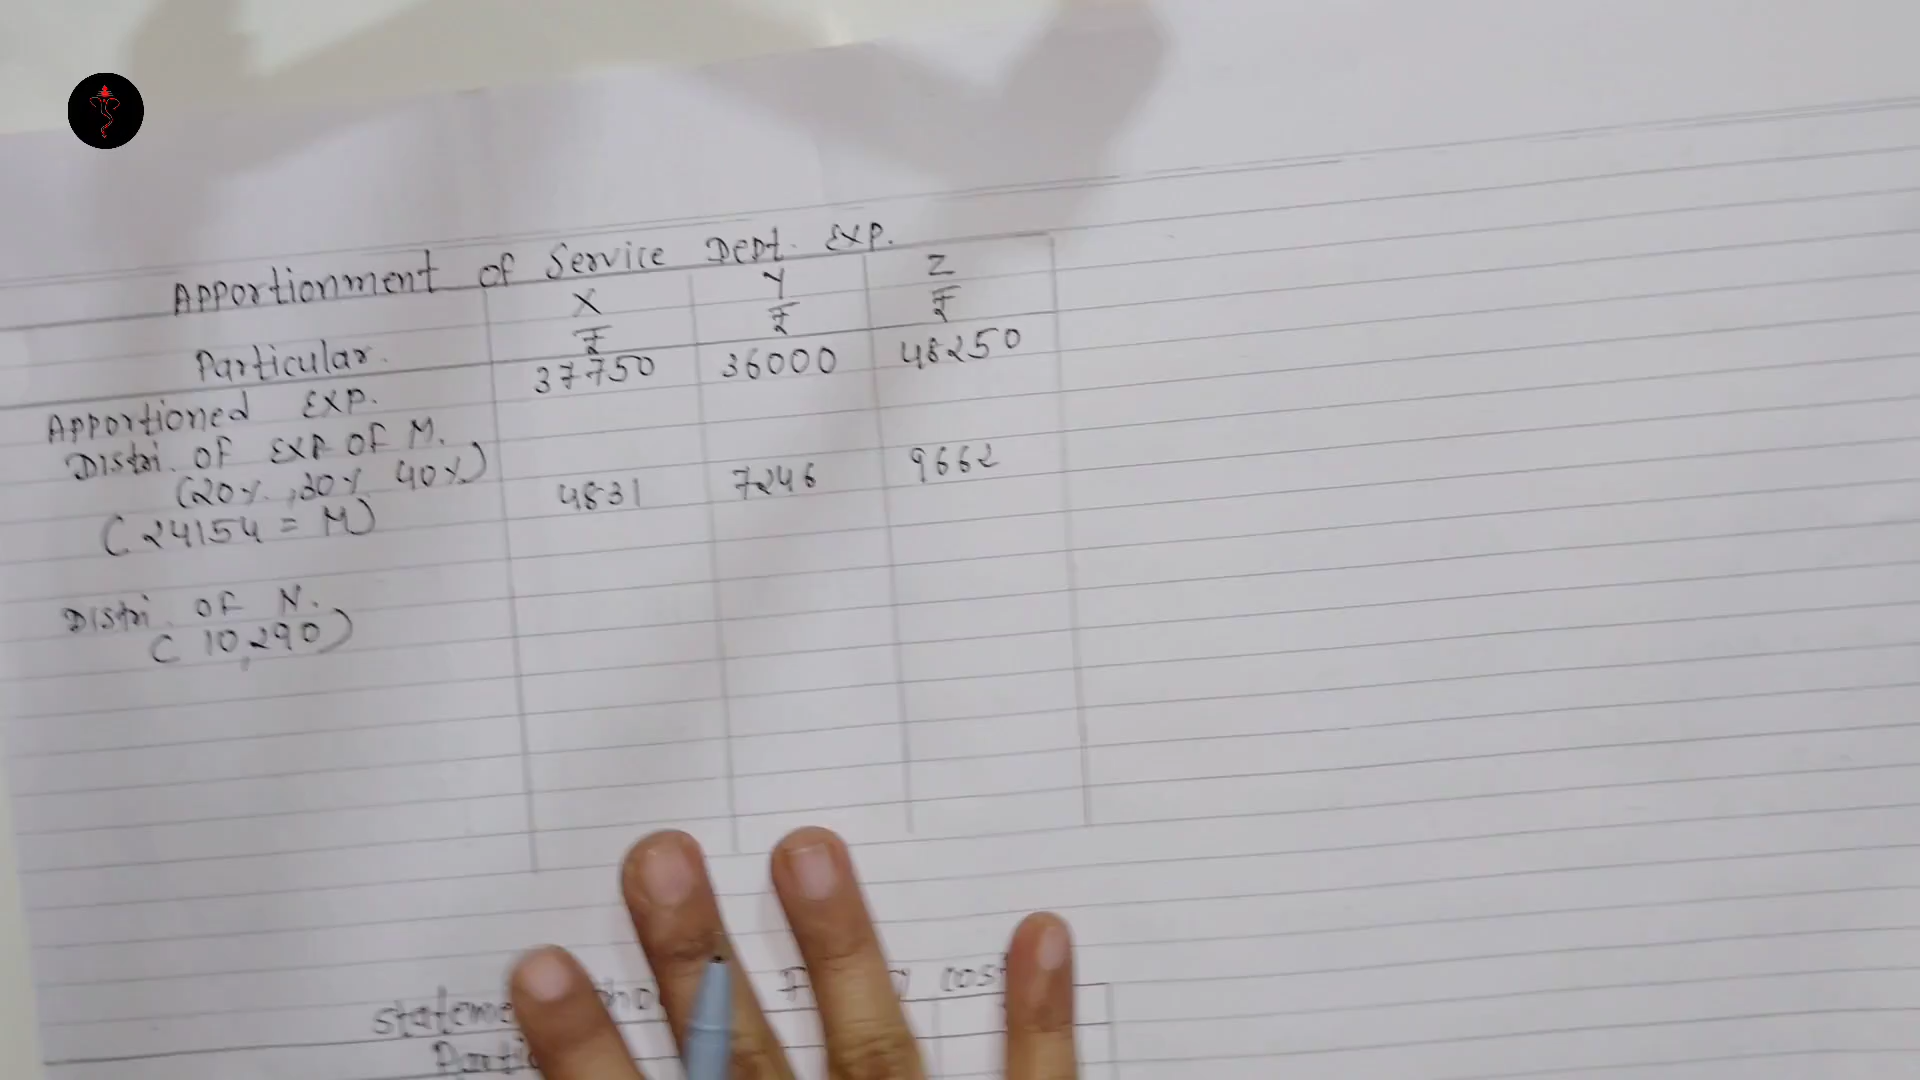 Apportionment of Service Dept. Exp.
Particular. X ₹ Y ₹ Z ₹
Apportioned Exp. 37750 36000 48250
Distri. of Exp of M.
(20%, 30% 40%) 4831 7246 9662
(24154 = M)
Distri. of N.
(10,290)
cost